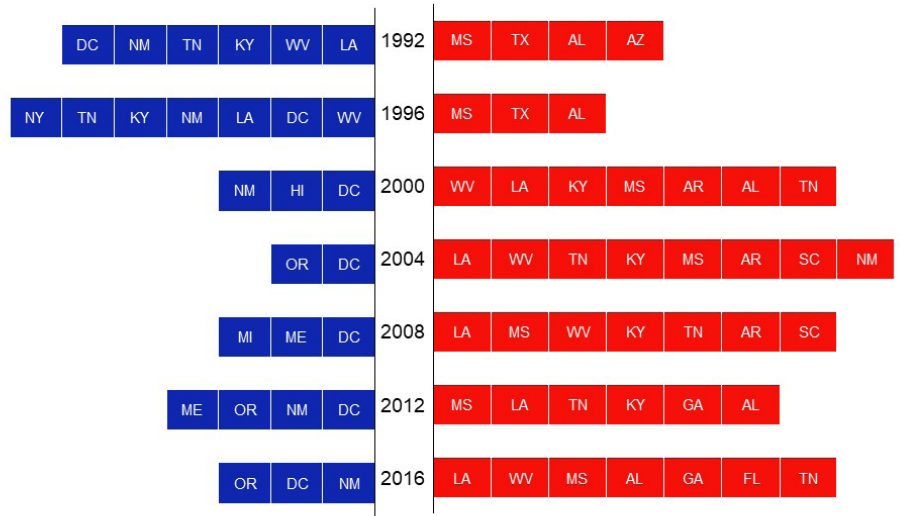 DC NM TN KY WV LA 1992 MS TX AL AZ
NY TN KY NM LA DC WV 1996 MS TX AL
NM HI DC 2000 WV LA KY MS AR AL TN
OR DC 2004 LA WV TN KY MS AR SC NM
MI ME DC 2008 LA MS WV KY TN AR SC
ME OR NM DC 2012 MS LA TN KY GA AL
OR DC NM 2016 LA WV MS AL GA FL TN